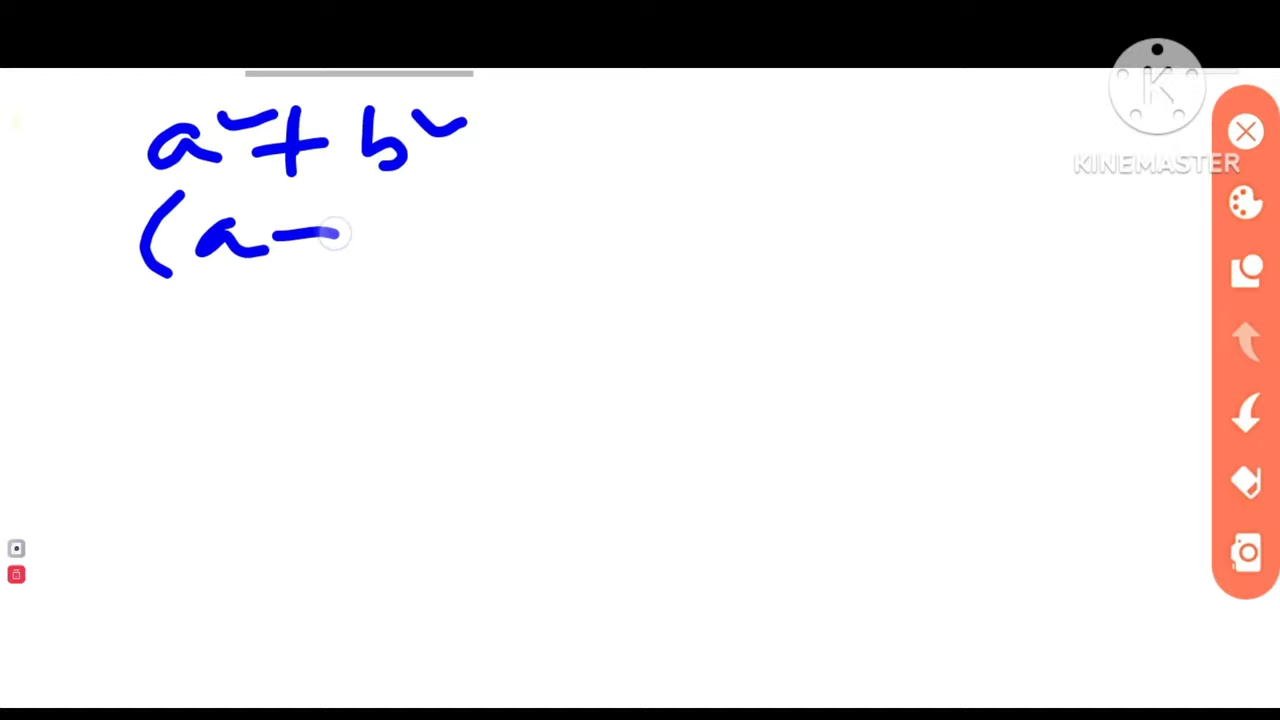 KINEMASTER
a² + b²
(a −